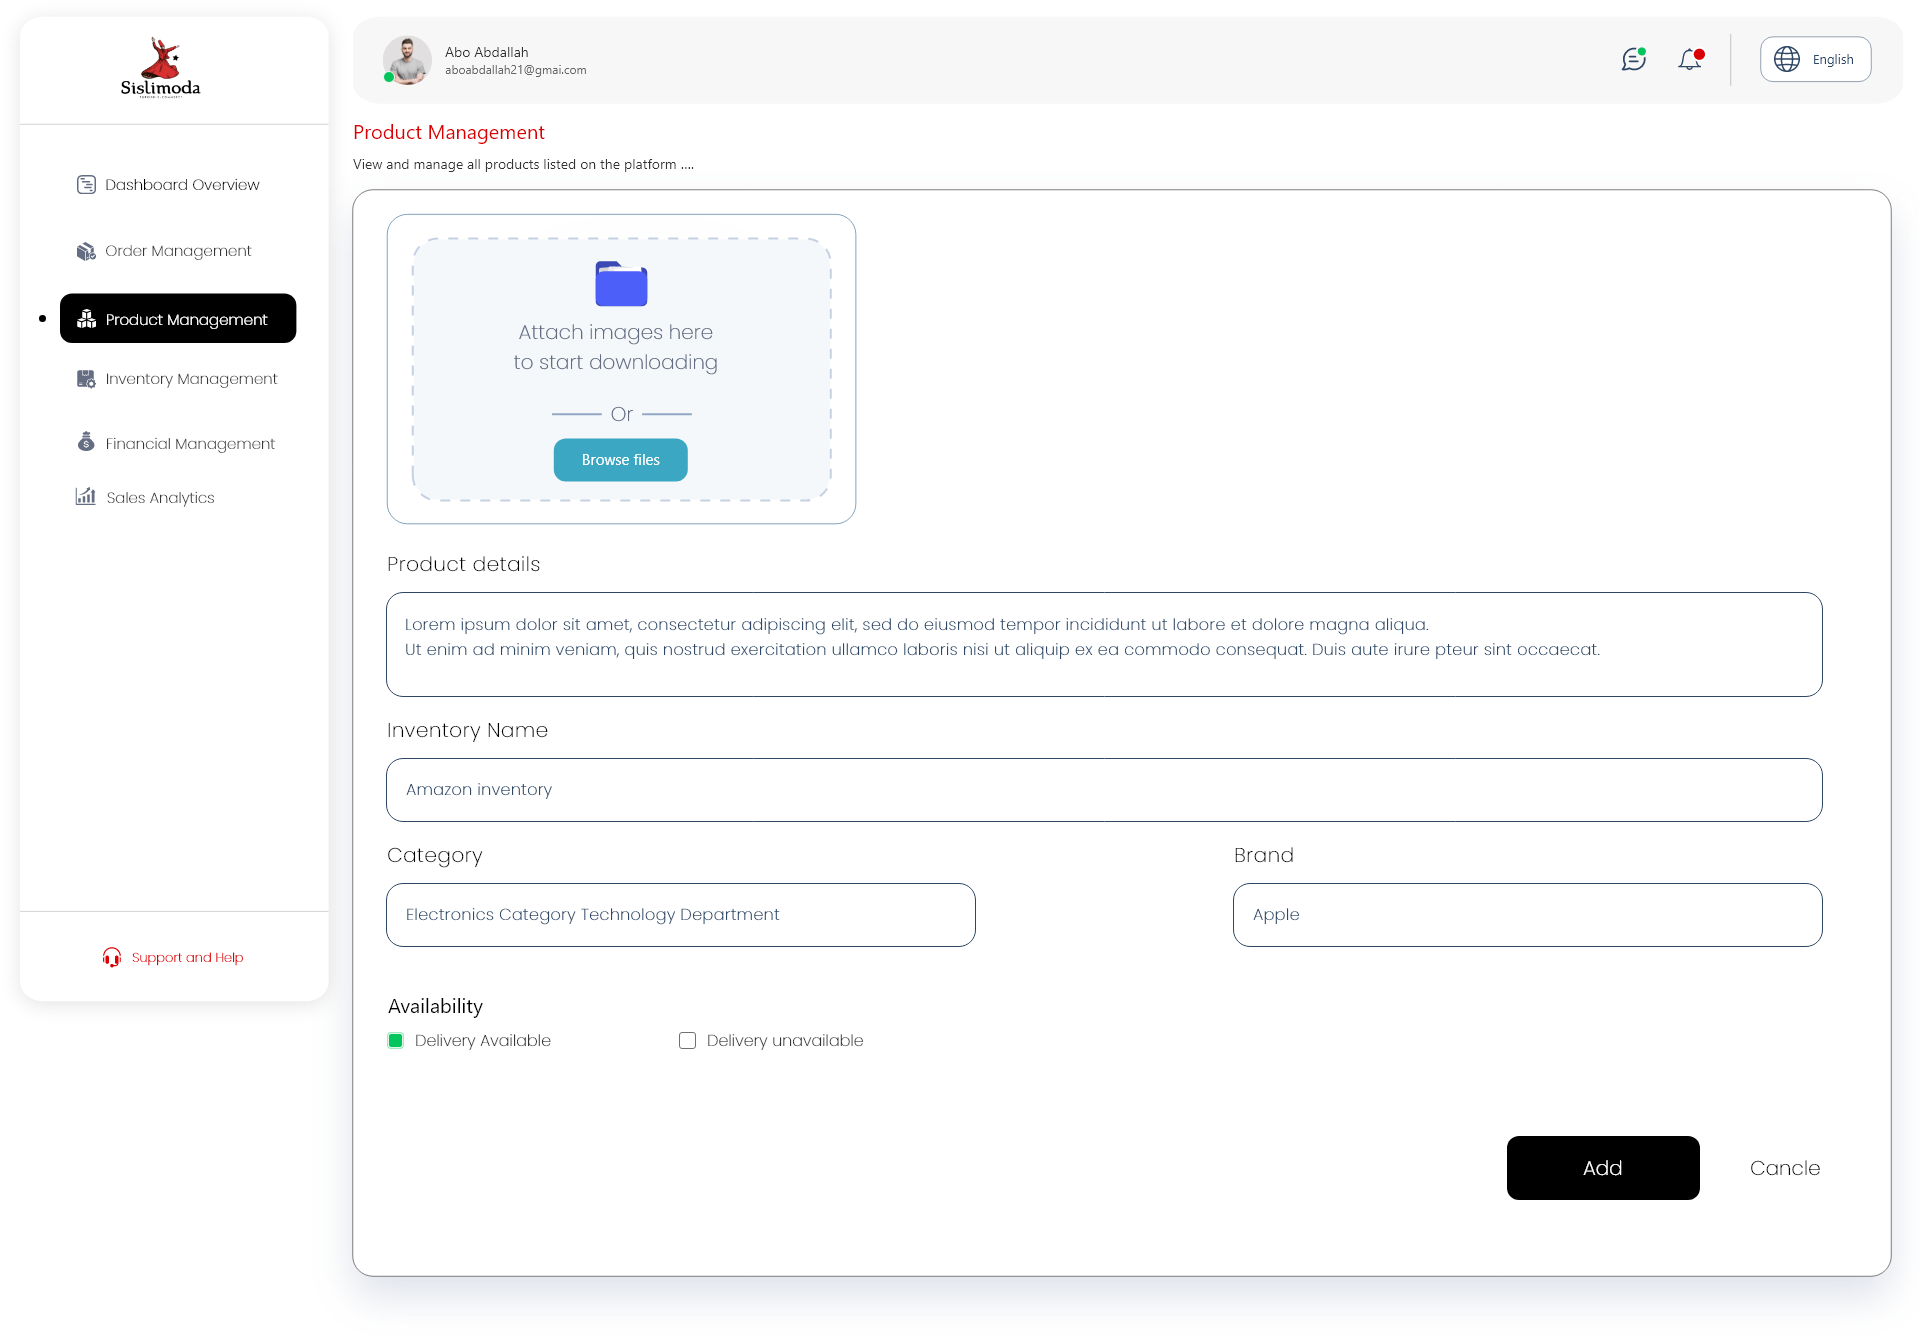 Sislimoda
Dashboard Overview
Order Management
Product Management
Inventory Management
Financial Management
Sales Analytics
Support and Help
Abo Abdallah
aboabdallah21@gmai.com
English
Product Management
View and manage all products listed on the platform ....
Attach images here
to start downloading
Or
Browse files
Product details
Lorem ipsum dolor sit amet, consectetur adipiscing elit, sed do eiusmod tempor incididunt ut labore et dolore magna aliqua.
Ut enim ad minim veniam, quis nostrud exercitation ullamco laboris nisi ut aliquip ex ea commodo consequat. Duis aute irure pteur sint occaecat.
Inventory Name
Amazon inventory
Category
Brand
Electronics Category Technology Department
Apple
Availability
Delivery Available
Delivery unavailable
Add
Cancle